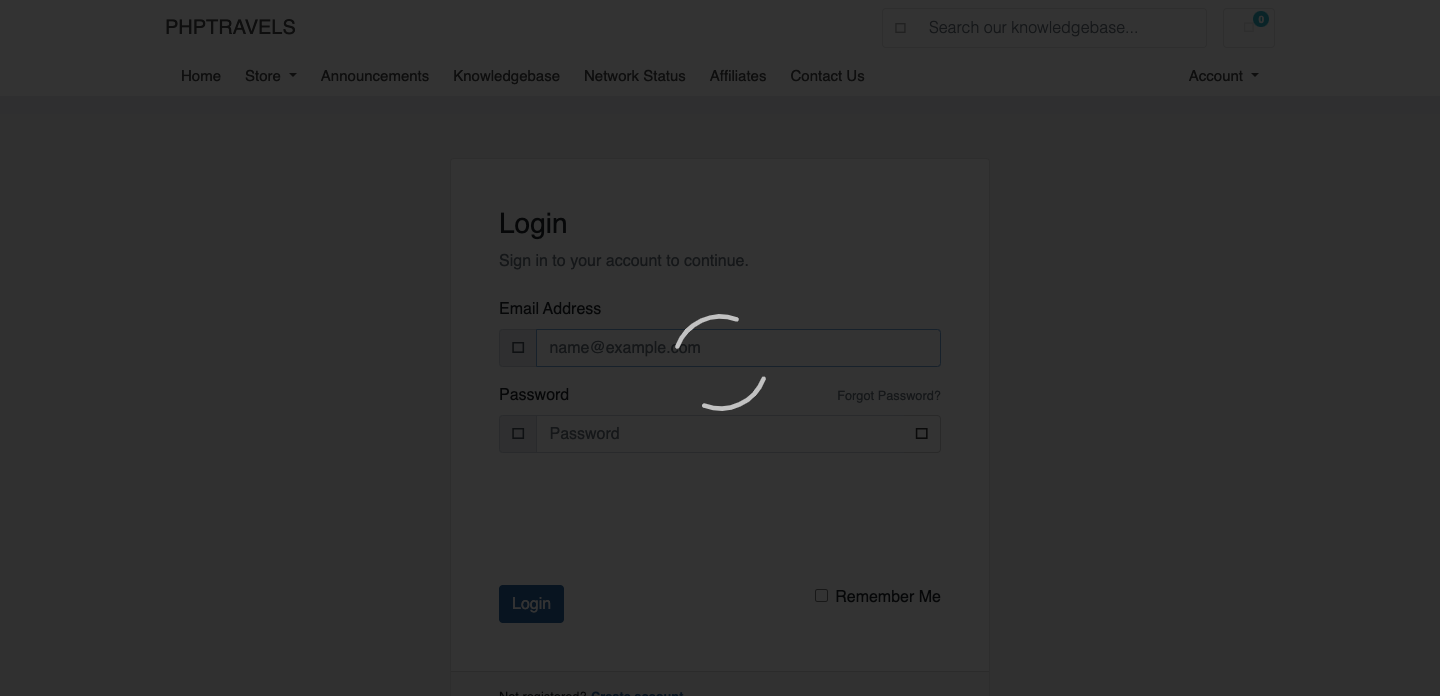 PHPTRAVELS
Search our knowledgebase...
0
Home Store Announcements Knowledgebase Network Status Affiliates Contact Us Account
Login
Sign in to your account to continue.
Email Address
name@example.com
Password Forgot Password?
Password
Login Remember Me
Not registered? Create account